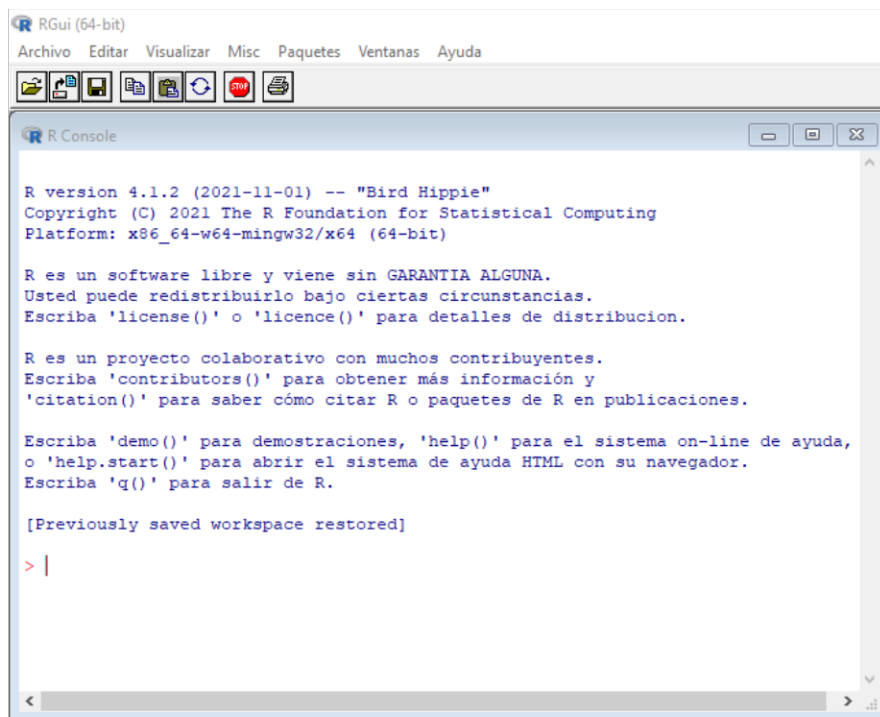 RGui (64-bit)
Archivo Editar Visualizar Misc Paquetes Ventanas Ayuda
STOP
R Console
R version 4.1.2 (2021-11-01) -- "Bird Hippie"
Copyright (C) 2021 The R Foundation for Statistical Computing
Platform: x86_64-w64-mingw32/x64 (64-bit)
R es un software libre y viene sin GARANTIA ALGUNA.
Usted puede redistribuirlo bajo ciertas circunstancias.
Escriba 'license()' o 'licence()' para detalles de distribucion.
R es un proyecto colaborativo con muchos contribuyentes.
Escriba 'contributors()' para obtener más información y
'citation()' para saber cómo citar R o paquetes de R en publicaciones.
Escriba 'demo()' para demostraciones, 'help()' para el sistema on-line de ayuda,
o 'help.start()' para abrir el sistema de ayuda HTML con su navegador.
Escriba 'q()' para salir de R.
[Previously saved workspace restored]
>